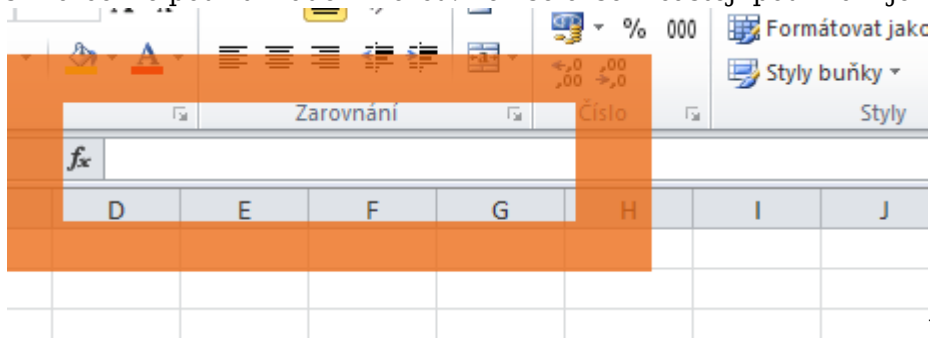 % 000 Formátovat jako
Styly buňky
Zarovnání Číslo Styly
fx
D E F G H I J